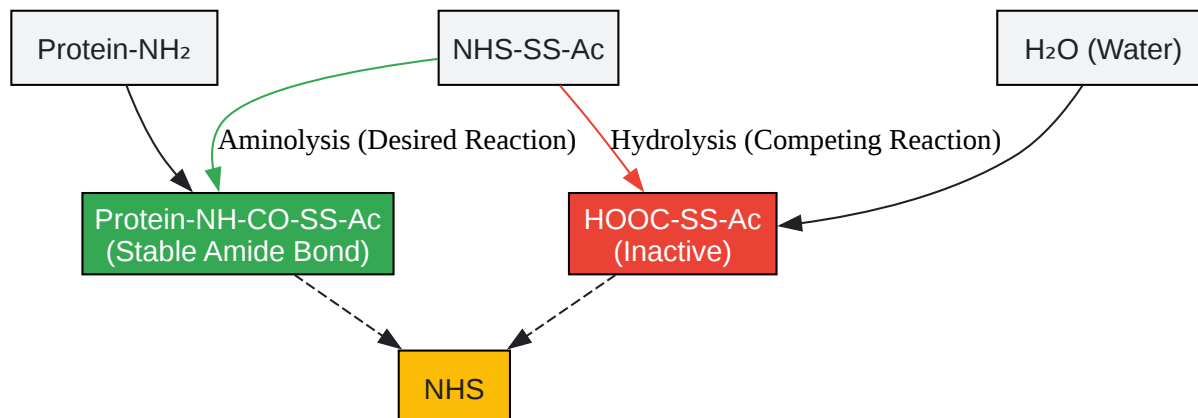 Protein-NH₂
NHS-SS-Ac
H₂O (Water)
Aminolysis (Desired Reaction)
Hydrolysis (Competing Reaction)
Protein-NH-CO-SS-Ac
(Stable Amide Bond)
HOOC-SS-Ac
(Inactive)
NHS